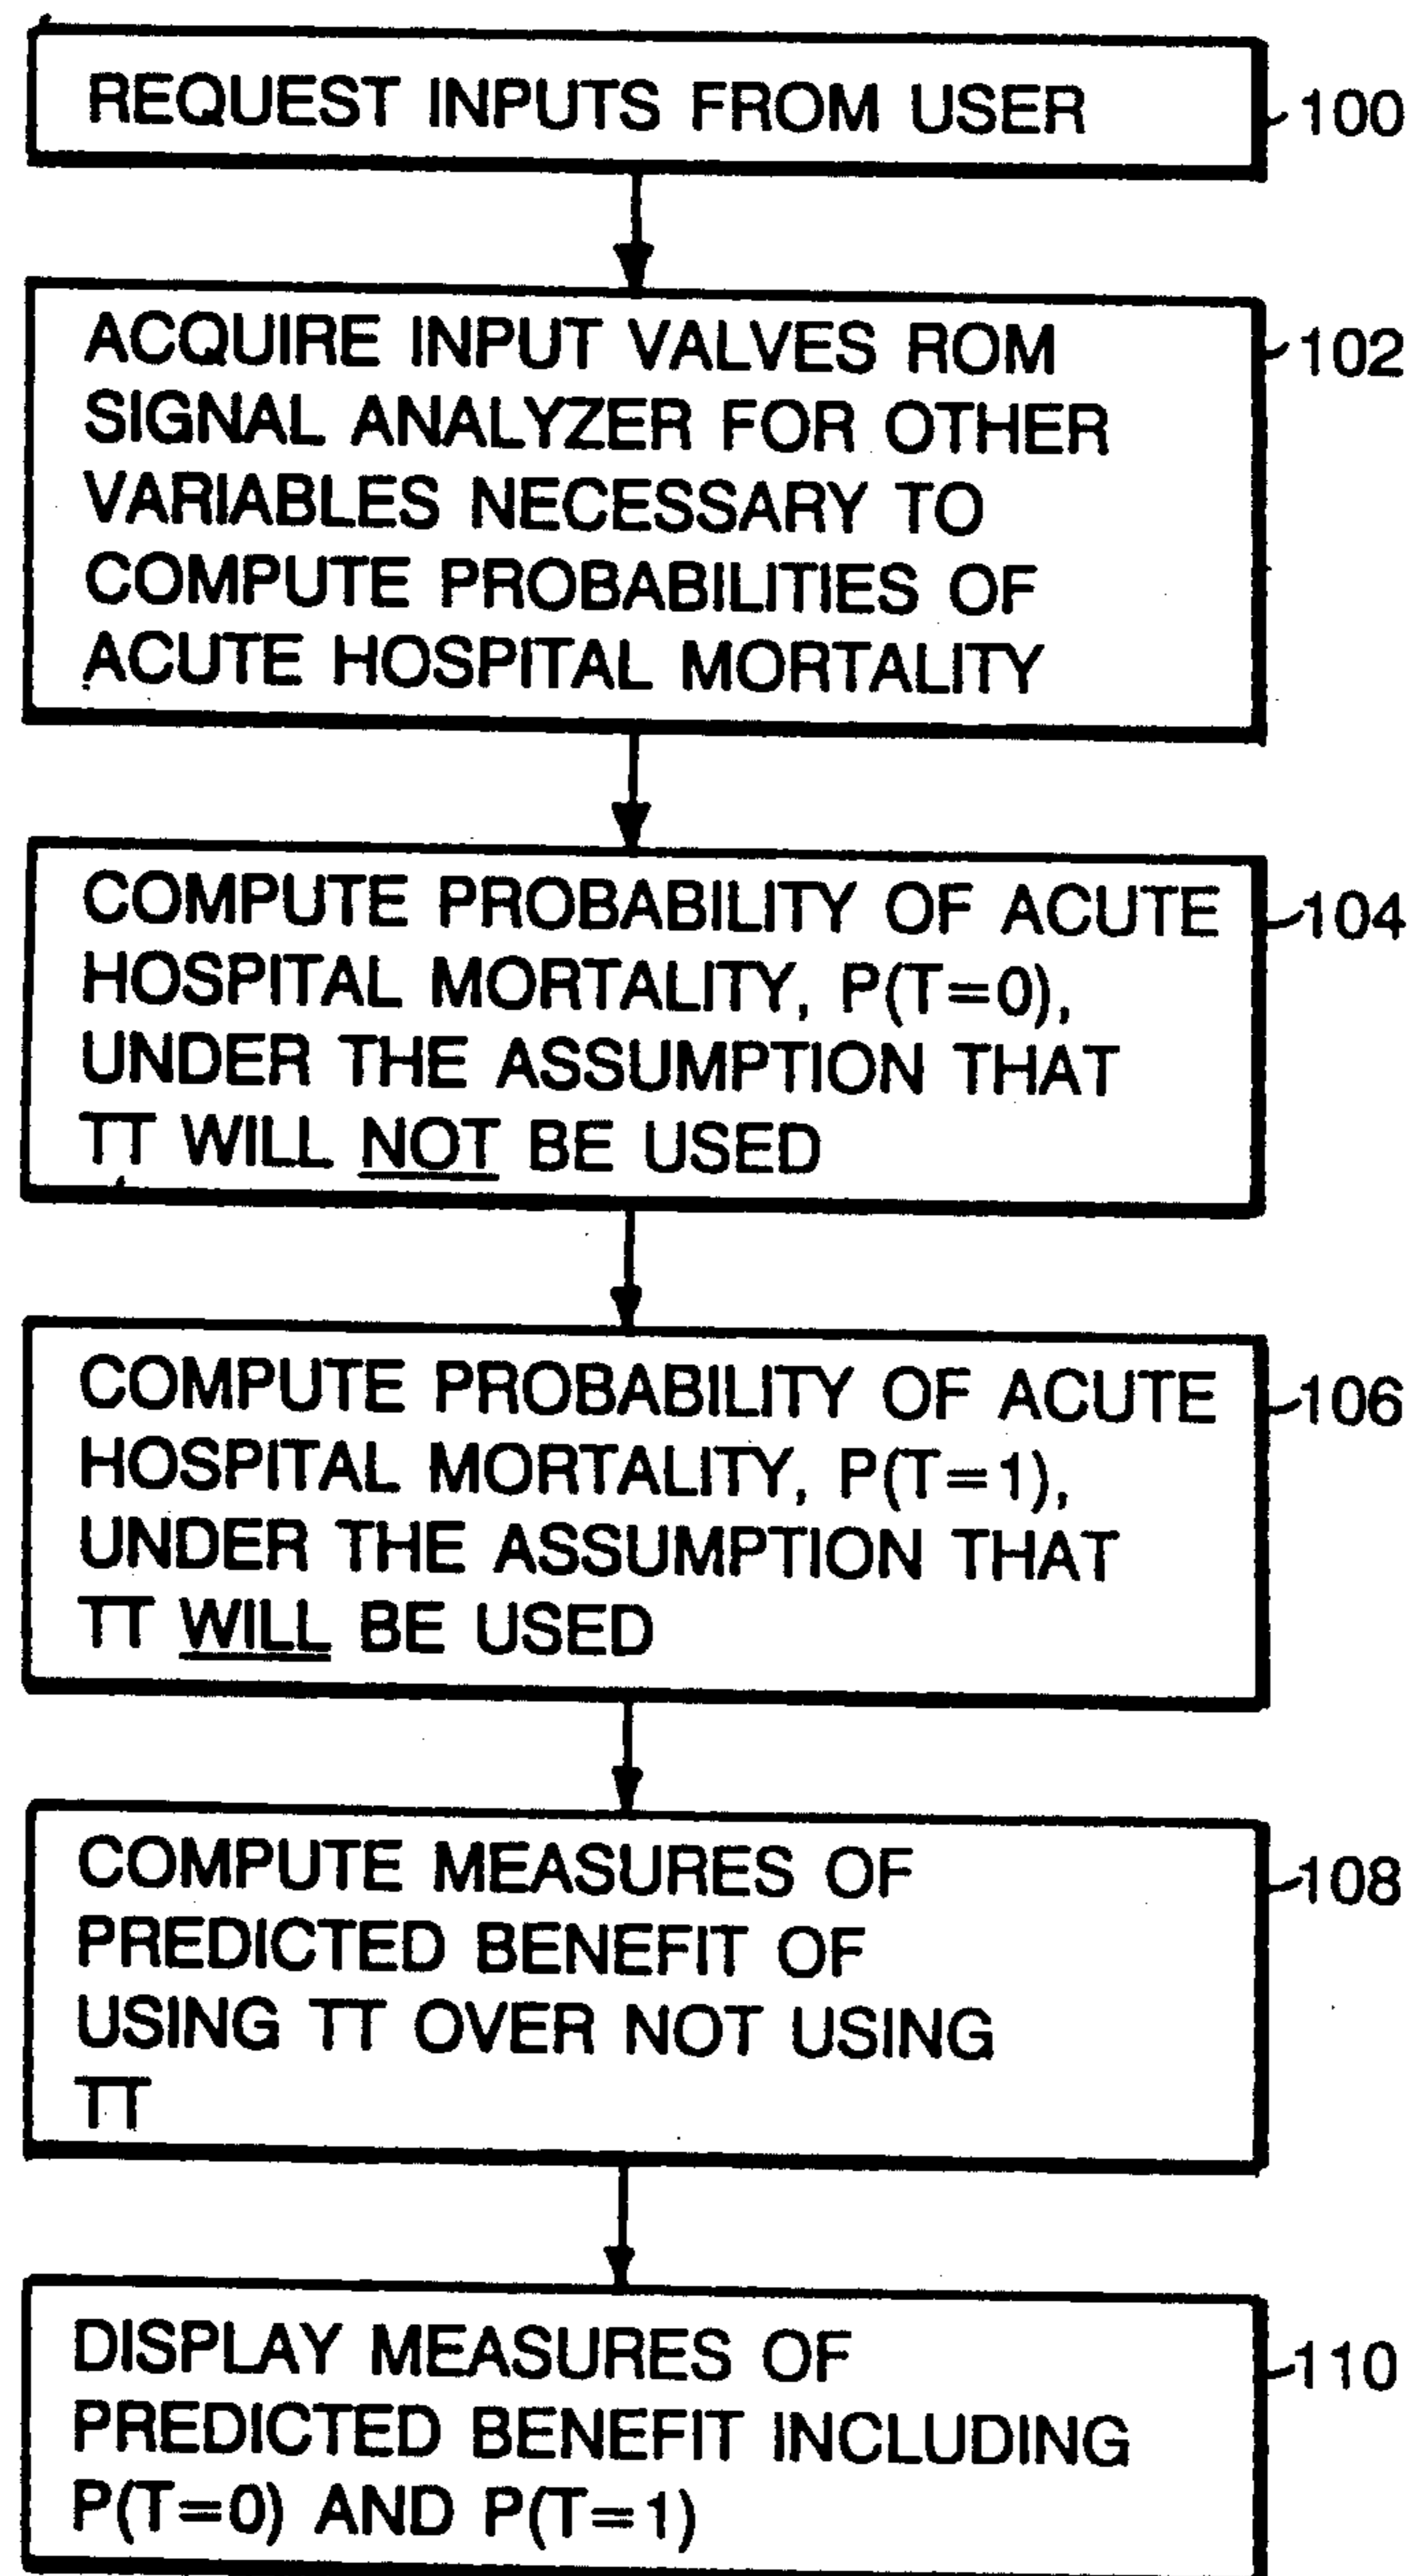 REQUEST INPUTS FROM USER
100
ACQUIRE INPUT VALVES ROM
102
SIGNAL ANALYZER FOR OTHER
VARIABLES NECESSARY TO
COMPUTE PROBABILITIES OF
ACUTE HOSPITAL MORTALITY
COMPUTE PROBABILITY OF ACUTE
104
HOSPITAL MORTALITY, P(T=0),
UNDER THE ASSUMPTION THAT
TT WILL NOT BE USED
COMPUTE PROBABILITY OF ACUTE
106
HOSPITAL MORTALITY, P(T=1),
UNDER THE ASSUMPTION THAT
TT WILL BE USED
COMPUTE MEASURES OF
108
PREDICTED BENEFIT OF
USING TT OVER NOT USING
TT
DISPLAY MEASURES OF
110
PREDICTED BENEFIT INCLUDING
P(T=0) AND P(T=1)